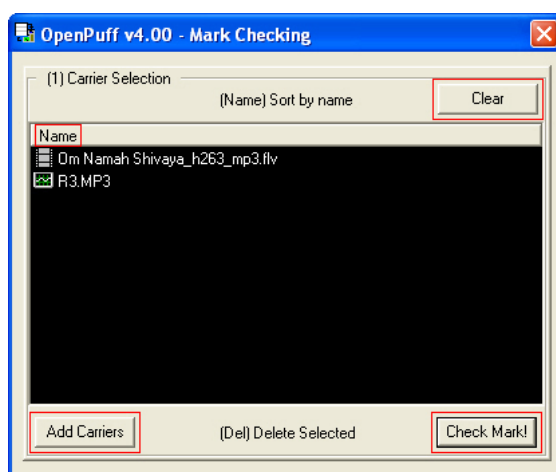 OpenPuff v4.00 - Mark Checking
(1) Carrier Selection
(Name) Sort by name
Clear
Name
Om Namah Shivaya_h263_mp3.flv
R3.MP3
Add Carriers
(Del) Delete Selected
Check Mark!